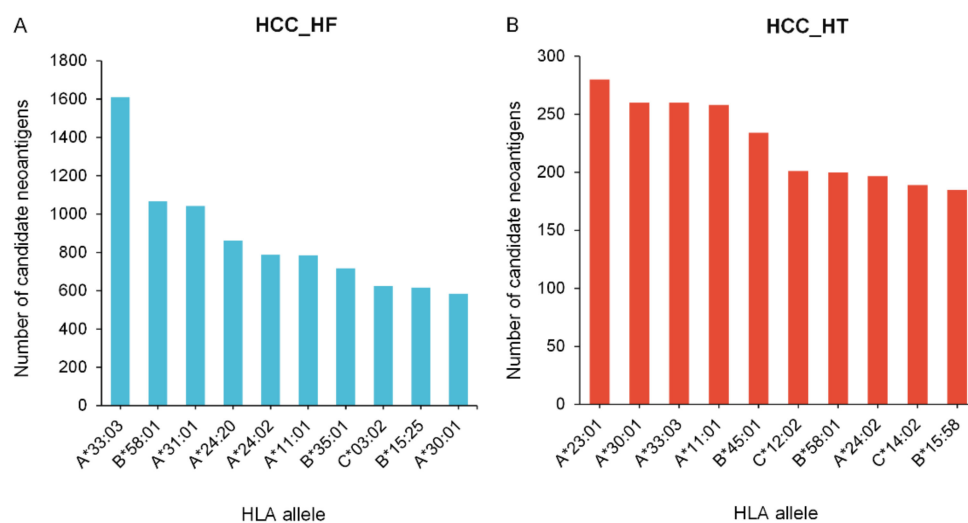 A
HCC_HF
Number of candidate neoantigens
1800
1600
1400
1200
1000
800
600
400
200
0
A*33:03
B*58:01
A*31:01
A*24:20
A*24:02
A*11:01
B*35:01
C*03:02
B*15:25
A*30:01
HLA allele
B
HCC_HT
Number of candidate neoantigens
300
250
200
150
100
50
0
A*23:01
A*30:01
A*33:03
A*11:01
B*45:01
C*12:02
B*58:01
A*24:02
C*14:02
B*15:58
HLA allele